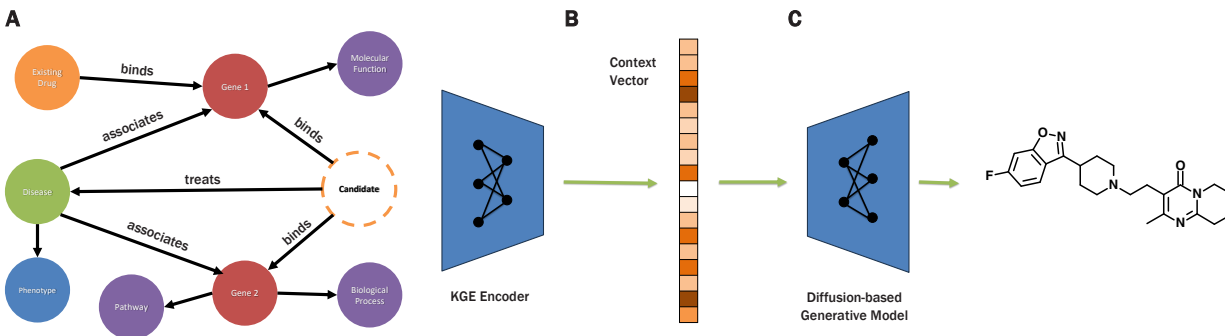 A
B
C
Existing
Drug
binds
Gene 1
Molecular
Function
associates
binds
Disease
treats
Candidate
associates
binds
Phenotype
Pathway
Gene 2
Biological
Process
KGE Encoder
Context
Vector
Diffusion-based
Generative Model
O
N
F
N
O
N
N